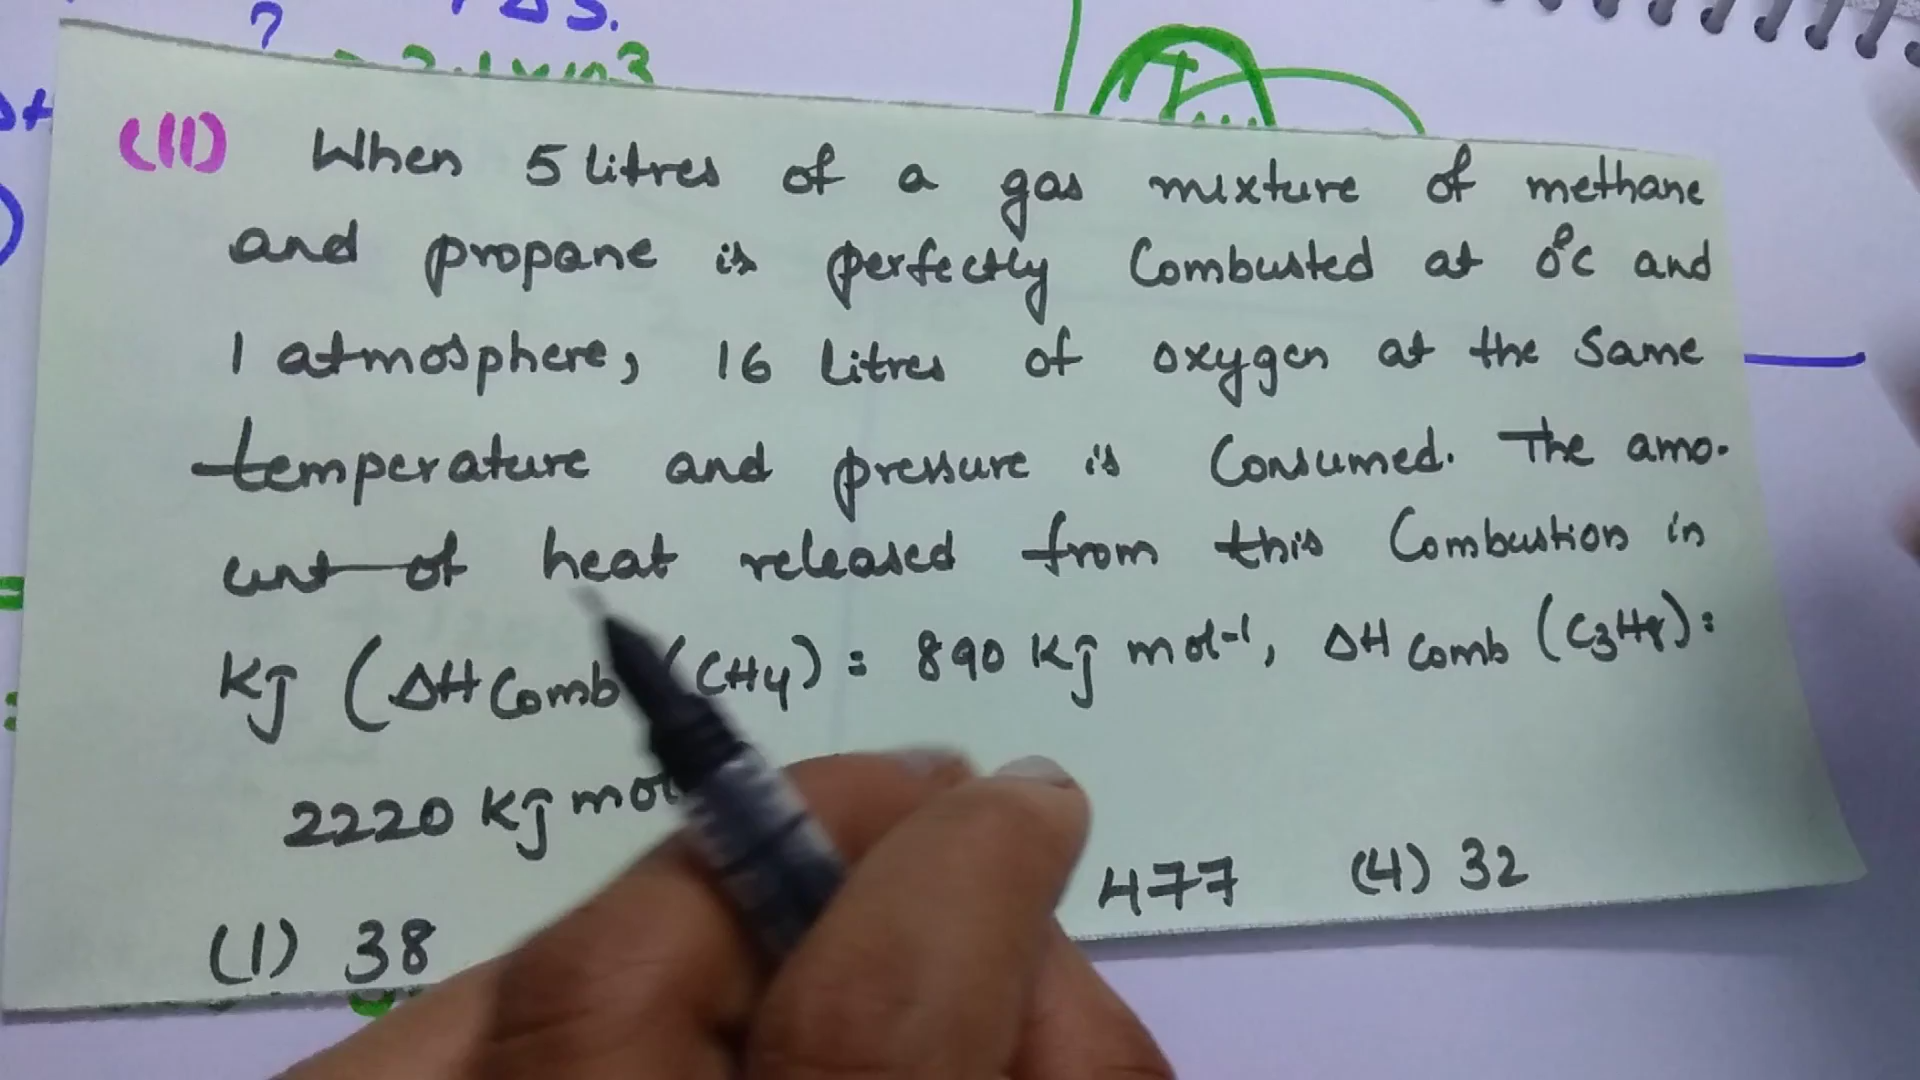 ? ΔS.
(11) When 5 litres of a gas mixture of methane
and propane is perfectly Combusted at 0°C and
1 atmosphere, 16 litres of oxygen at the same
temperature and pressure is Consumed. The amo-
unt of heat released from this Combustion in
KJ (ΔH Comb (CH4) = 890 KJ mol-1, ΔH Comb (C3H8) =
2220 KJ mol
477 (4) 32
(1) 38